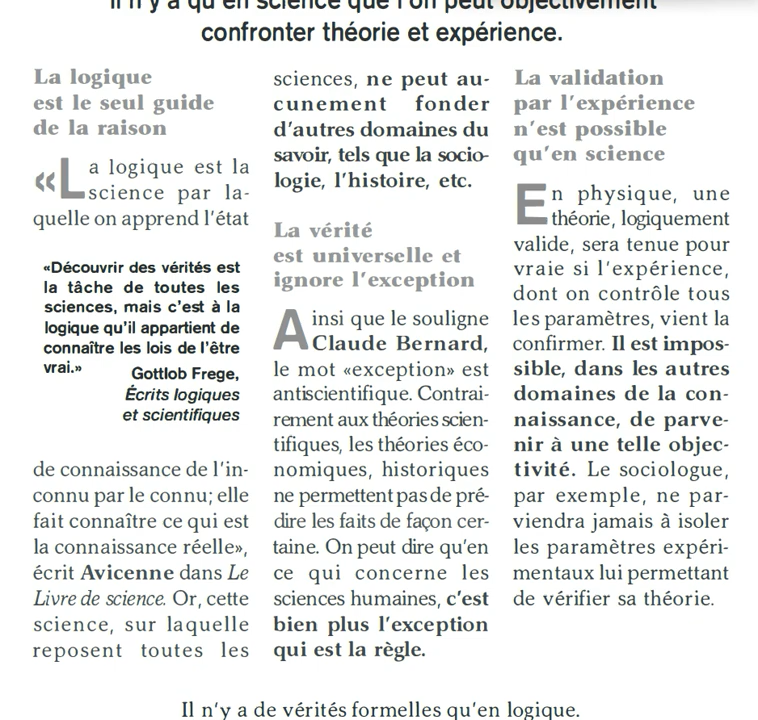 Il n'y a qu'en science que l'on peut objectivement
confronter théorie et expérience.
La logique
est le seul guide
de la raison
«La logique est la
science par la-
quelle on apprend l'état
«Découvrir des vérités est
la tâche de toutes les
sciences, mais c'est à la
logique qu'il appartient de
connaître les lois de l'être
vrai.»
Gottlob Frege,
Écrits logiques
et scientifiques
de connaissance de l'in-
connu par le connu; elle
fait connaître ce qui est
la connaissance réelle»,
écrit Avicenne dans Le
Livre de science. Or, cette
science, sur laquelle
reposent toutes les
sciences, ne peut au-
cunement fonder
d'autres domaines du
savoir, tels que la socio-
logie, l'histoire, etc.
La vérité
est universelle et
ignore l'exception
Ainsi que le souligne
Claude Bernard,
le mot «exception» est
antiscientifique. Contrai-
rement aux théories scien-
tifiques, les théories éco-
nomiques, historiques
ne permettent pas de pré-
dire les faits de façon cer-
taine. On peut dire qu'en
ce qui concerne les
sciences humaines, c'est
bien plus l'exception
qui est la règle.
La validation
par l'expérience
n'est possible
qu'en science
En physique, une
théorie, logiquement
valide, sera tenue pour
vraie si l'expérience,
dont on contrôle tous
les paramètres, vient la
confirmer. Il est impos-
sible, dans les autres
domaines de la con-
naissance, de parve-
nir à une telle objec-
tivité. Le sociologue,
par exemple, ne par-
viendra jamais à isoler
les paramètres expéri-
mentaux lui permettant
de vérifier sa théorie.
Il n'y a de vérités formelles qu'en logique.